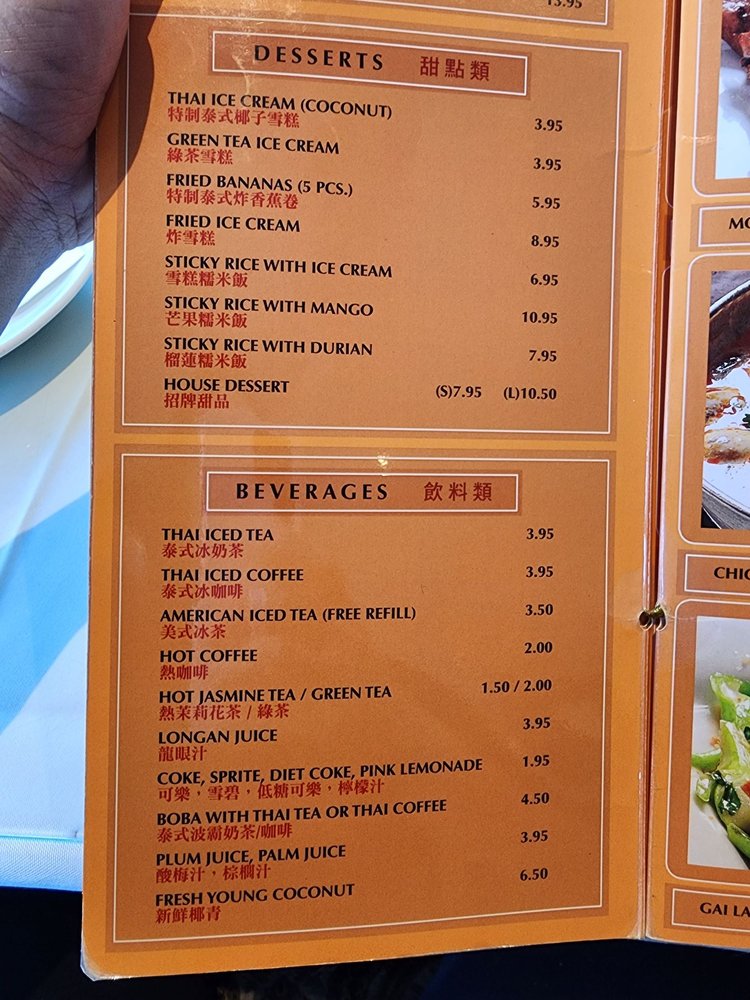 13.95
DESSERTS 甜點類
THAI ICE CREAM (COCONUT) 3.95
特制泰式椰子雪糕
GREEN TEA ICE CREAM 3.95
綠茶雪糕
FRIED BANANAS (5 PCS.) 5.95
特制泰式炸香蕉卷
FRIED ICE CREAM 8.95
炸雪糕
STICKY RICE WITH ICE CREAM 6.95
雪糕糯米飯
STICKY RICE WITH MANGO 10.95
芒果糯米飯
STICKY RICE WITH DURIAN 7.95
榴蓮糯米飯
HOUSE DESSERT (S)7.95 (L)10.50
招牌甜品
BEVERAGES 飲料類
THAI ICED TEA 3.95
泰式冰奶茶
THAI ICED COFFEE 3.95
泰式冰咖啡
AMERICAN ICED TEA (FREE REFILL) 3.50
美式冰茶
HOT COFFEE 2.00
熱咖啡
HOT JASMINE TEA / GREEN TEA 1.50 / 2.00
熱茉莉花茶 / 綠茶
LONGAN JUICE 3.95
龍眼汁
COKE, SPRITE, DIET COKE, PINK LEMONADE 1.95
可樂，雪碧，低糖可樂，檸檬汁
BOBA WITH THAI TEA OR THAI COFFEE 4.50
泰式波霸奶茶/咖啡
PLUM JUICE, PALM JUICE 3.95
酸梅汁，棕櫚汁
FRESH YOUNG COCONUT 6.50
新鮮椰青
MO
CHIC
GAI LA